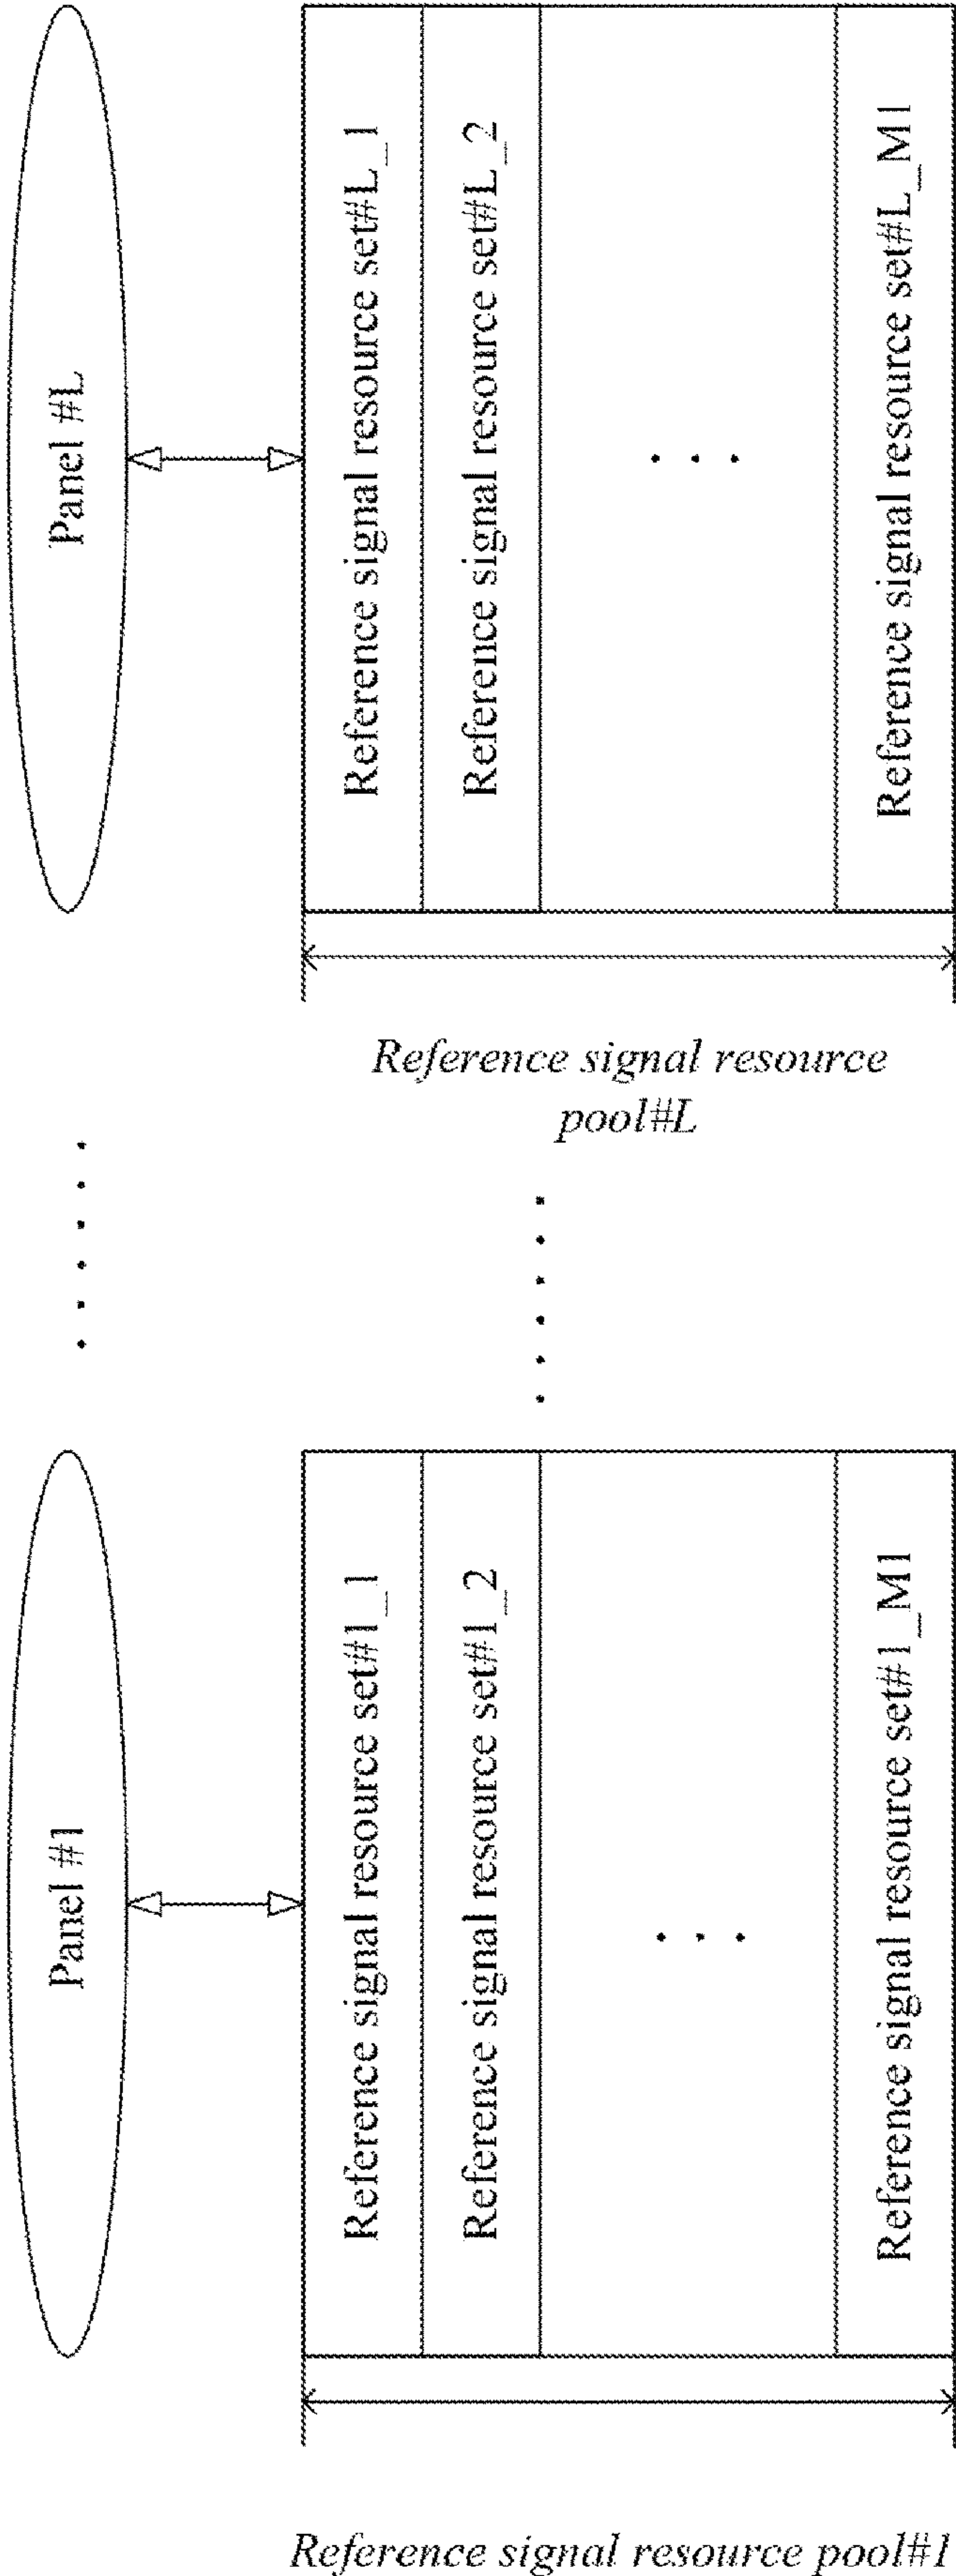 Panel #1
Reference signal resource set#1_1
Reference signal resource set#1_2
Reference signal resource set#1_M1
Reference signal resource pool#1
Panel #L
Reference signal resource set#L_1
Reference signal resource set#L_2
Reference signal resource set#L_M1
Reference signal resource
pool#L